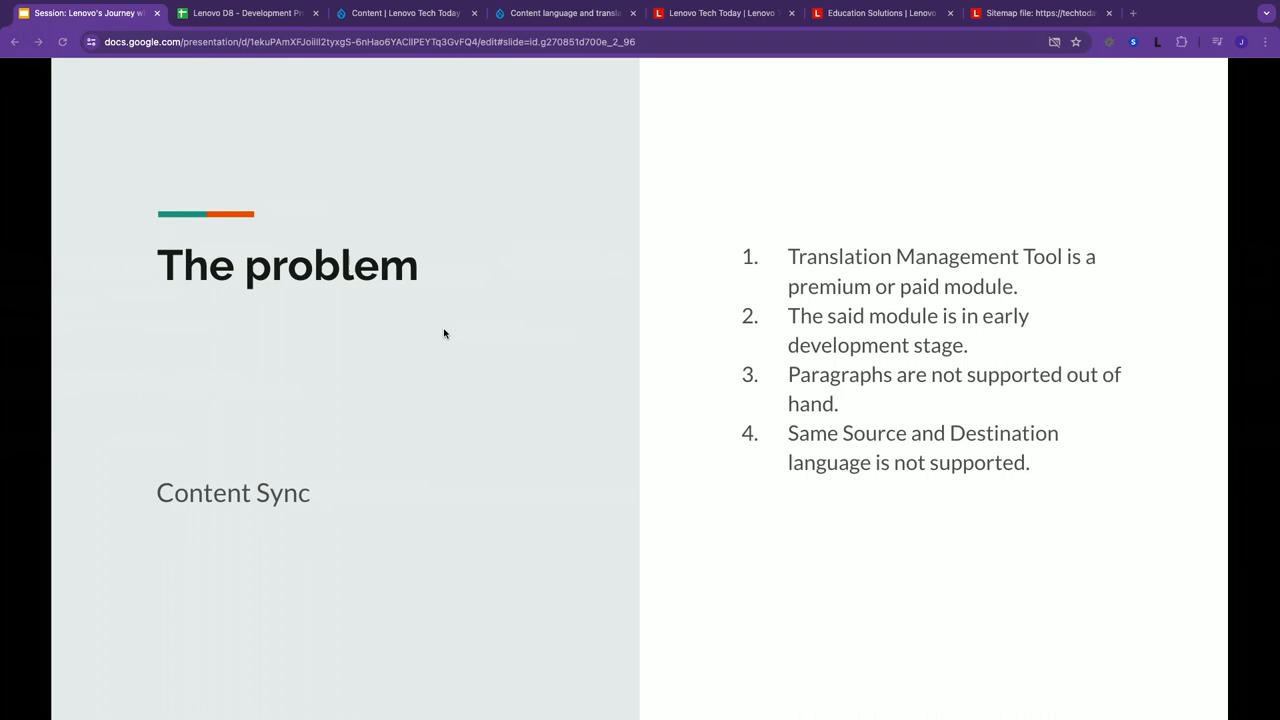 Session: Lenovo's Journey wi
Lenovo D8 - Development Pr
Content | Lenovo Tech Today
Content language and transla
Lenovo Tech Today | Lenovo
Education Solutions | Lenovo
Sitemap file: https://techtoda
docs.google.com/presentation/d/1ekuPAmXFJoiIlI2tyxgS-6nHao6YACIlPEYTq3GvFQ4/edit#slide=id.g270851d700e_2_96
The problem
Content Sync
1. Translation Management Tool is a
premium or paid module.
2. The said module is in early
development stage.
3. Paragraphs are not supported out of
hand.
4. Same Source and Destination
language is not supported.